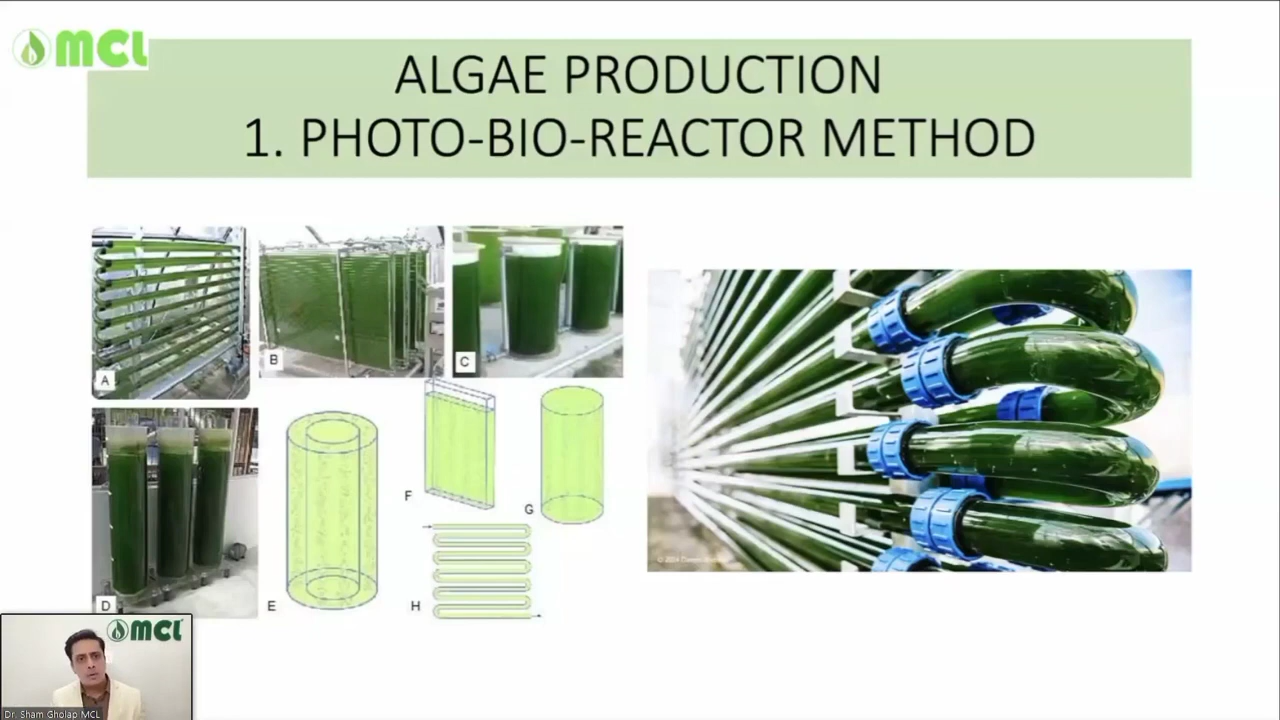 MCL
ALGAE PRODUCTION
1. PHOTO-BIO-REACTOR METHOD
A
B
C
D
E
F
G
H
MCL
Dr. Sham Gholap MCL